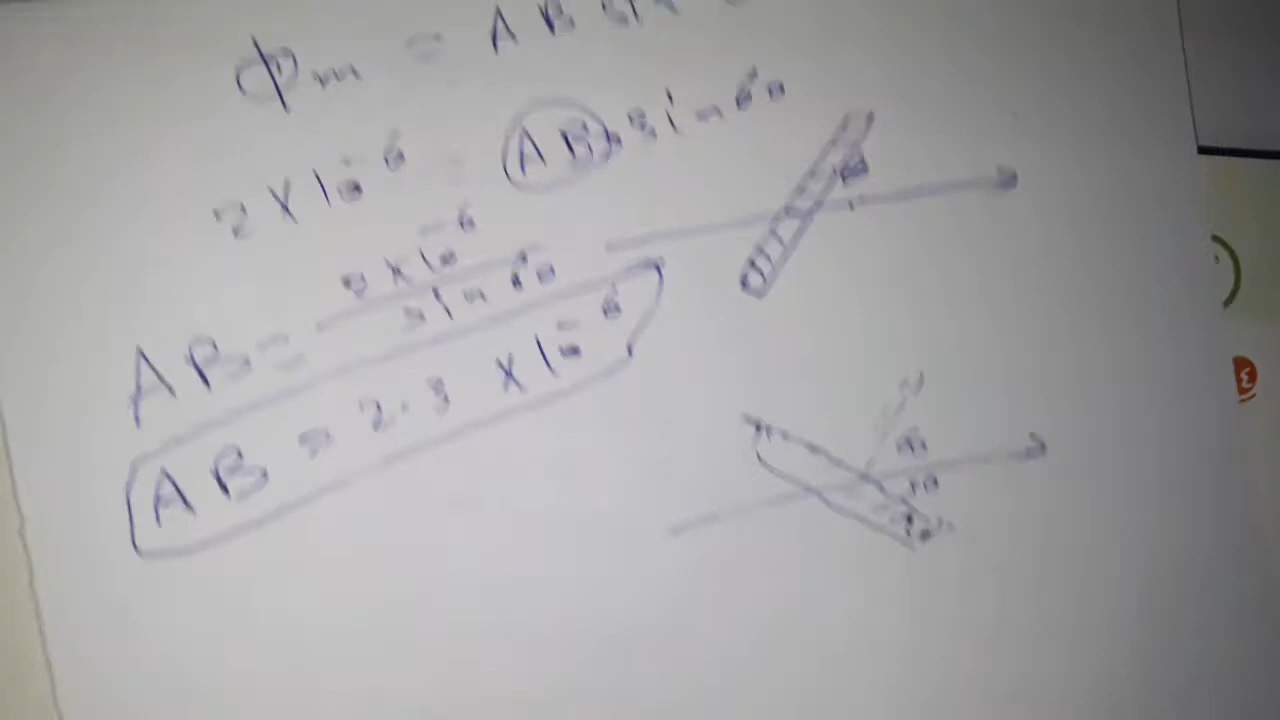 Φm = AB sin
2 × 10⁻⁶ = AB sin 60
AB = 2 × 10⁻⁶ / sin 60
AB = 2.3 × 10⁻⁶